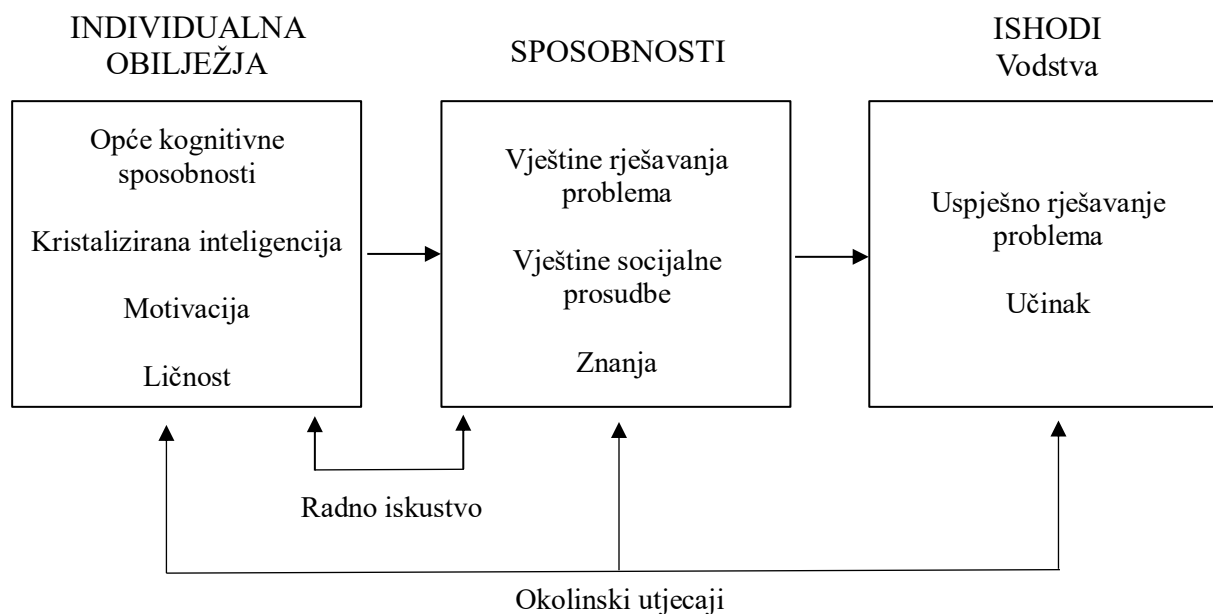 INDIVIDUALNA
OBILJEŽJA
SPOSOBNOSTI
ISHODI
Vodstva
Opće kognitivne
sposobnosti
Kristalizirana inteligencija
Motivacija
Ličnost
Vještine rješavanja
problema
Vještine socijalne
prosudbe
Znanja
Uspješno rješavanje
problema
Učinak
Radno iskustvo
Okolinski utjecaji